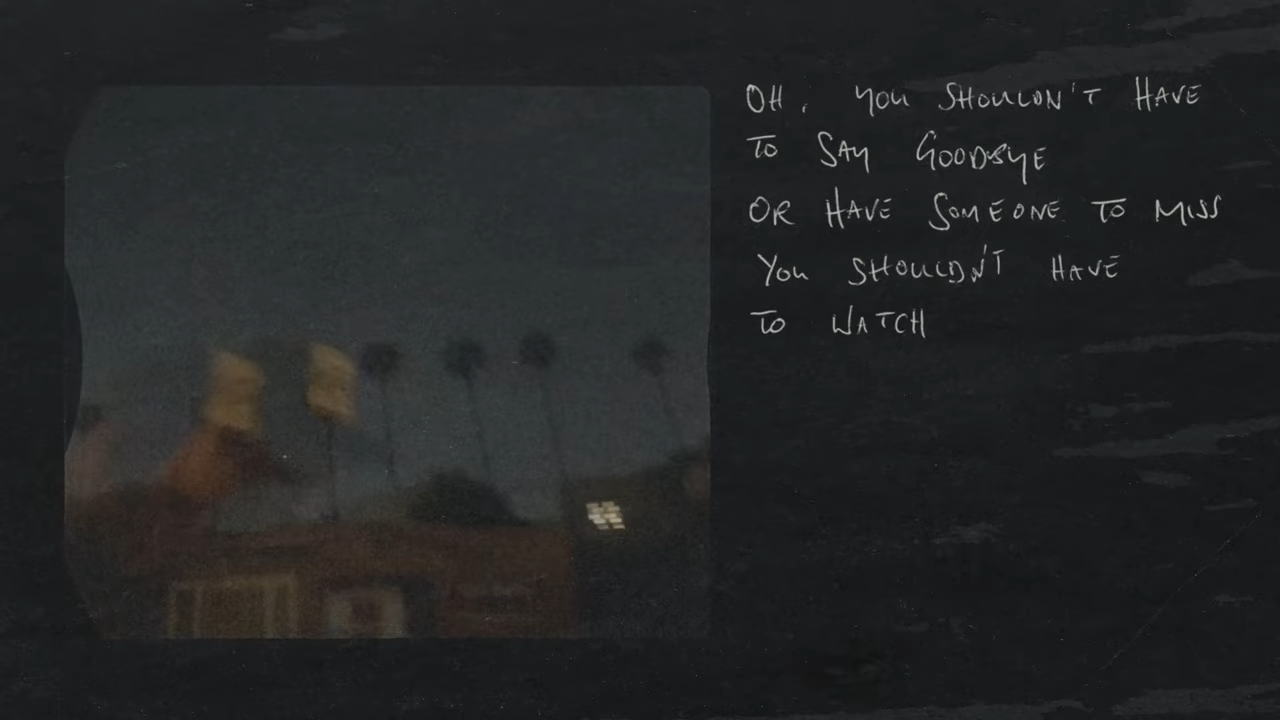 OH, YOU SHOULDN'T HAVE
TO SAY GOODBYE
OR HAVE SOMEONE TO MISS
YOU SHOULDN'T HAVE
TO WATCH